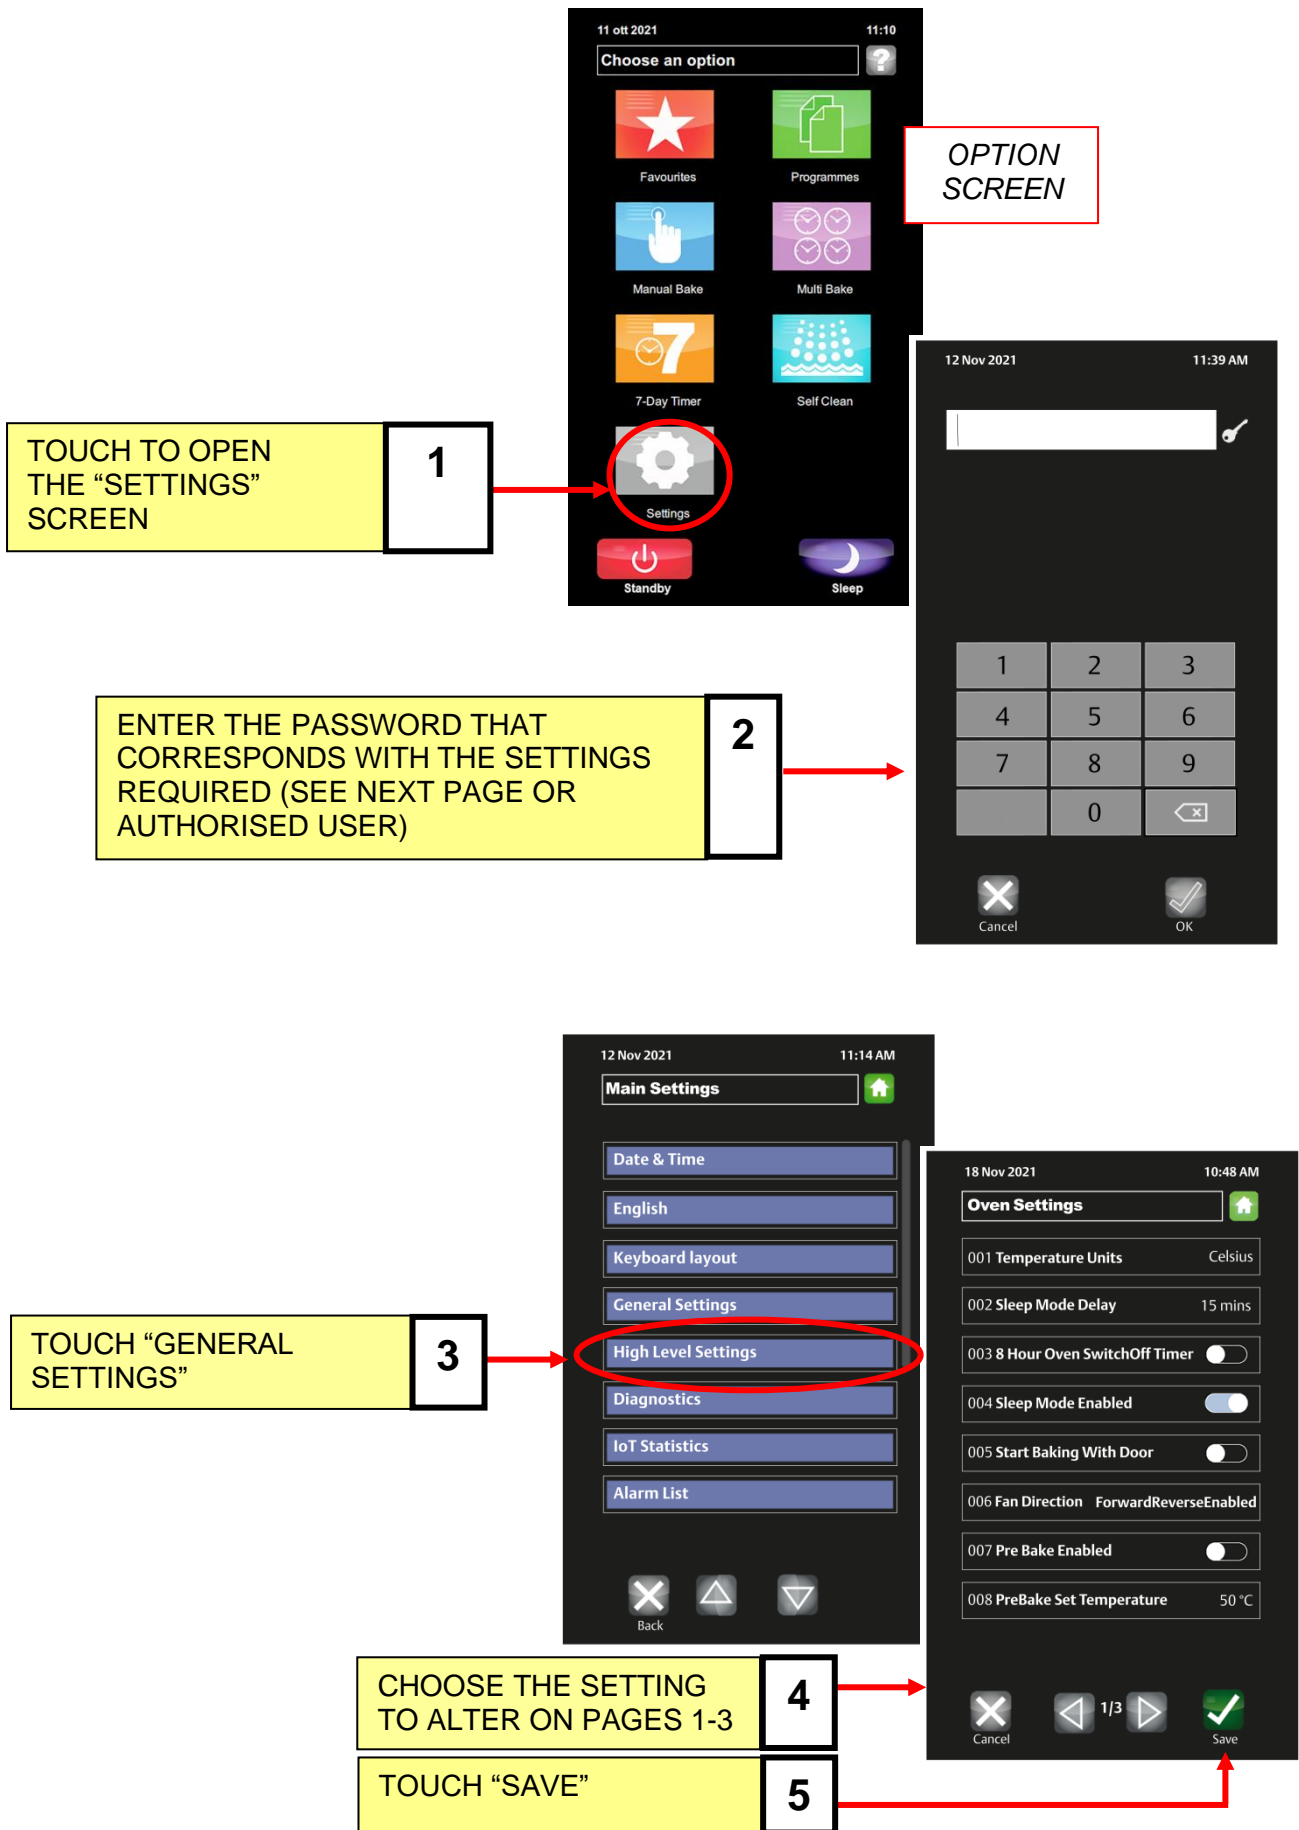 11 ott 2021 11:10
Choose an option
?
Favourites Programmes
OPTION
SCREEN
Manual Bake Multi Bake
7
7-Day Timer Self Clean
Settings
Standby Sleep
TOUCH TO OPEN
THE “SETTINGS”
SCREEN
1
12 Nov 2021 11:39 AM
1 2 3
4 5 6
7 8 9
0
Cancel OK
ENTER THE PASSWORD THAT
CORRESPONDS WITH THE SETTINGS
REQUIRED (SEE NEXT PAGE OR
AUTHORISED USER)
2
12 Nov 2021 11:14 AM
Main Settings
Date & Time
English
Keyboard layout
General Settings
High Level Settings
Diagnostics
IoT Statistics
Alarm List
Back
TOUCH “GENERAL
SETTINGS”
3
18 Nov 2021 10:48 AM
Oven Settings
001 Temperature Units Celsius
002 Sleep Mode Delay 15 mins
003 8 Hour Oven SwitchOff Timer
004 Sleep Mode Enabled
005 Start Baking With Door
006 Fan Direction ForwardReverseEnabled
007 Pre Bake Enabled
008 PreBake Set Temperature 50 °C
1/3
Cancel Save
CHOOSE THE SETTING
TO ALTER ON PAGES 1-3
4
TOUCH “SAVE”
5